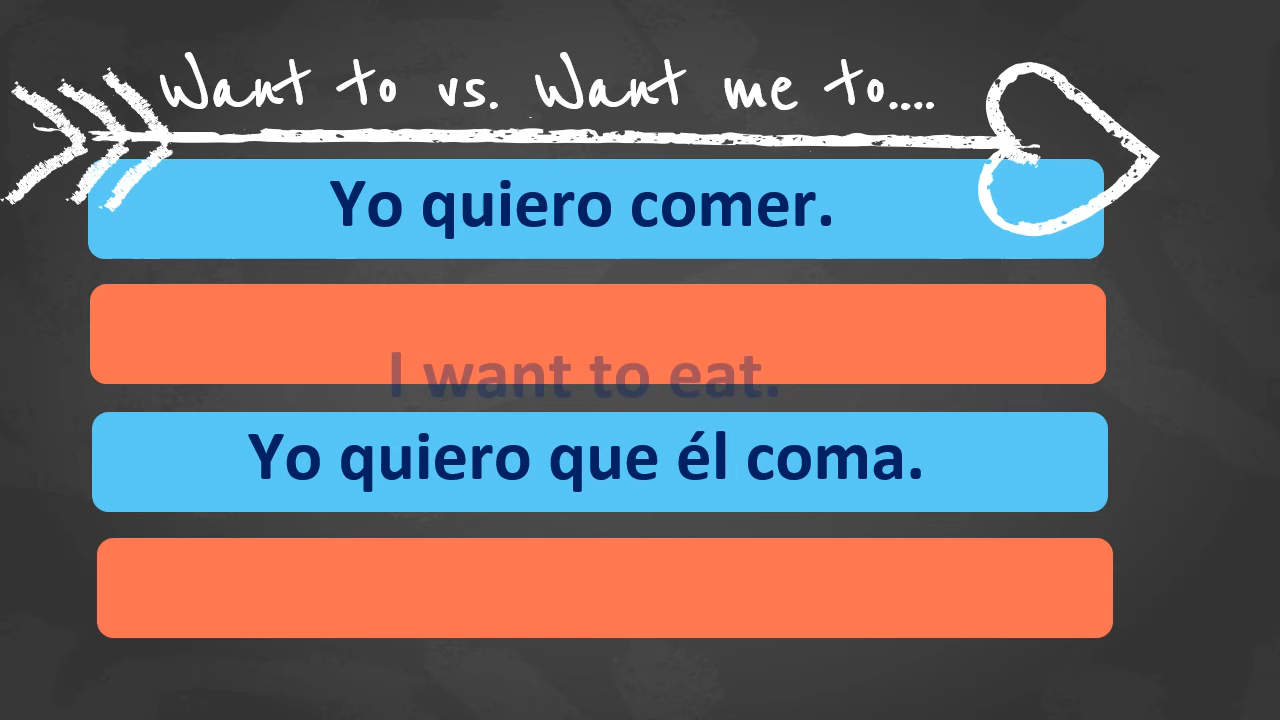 Want to vs. Want me to....
Yo quiero comer.
I want to eat.
Yo quiero que él coma.